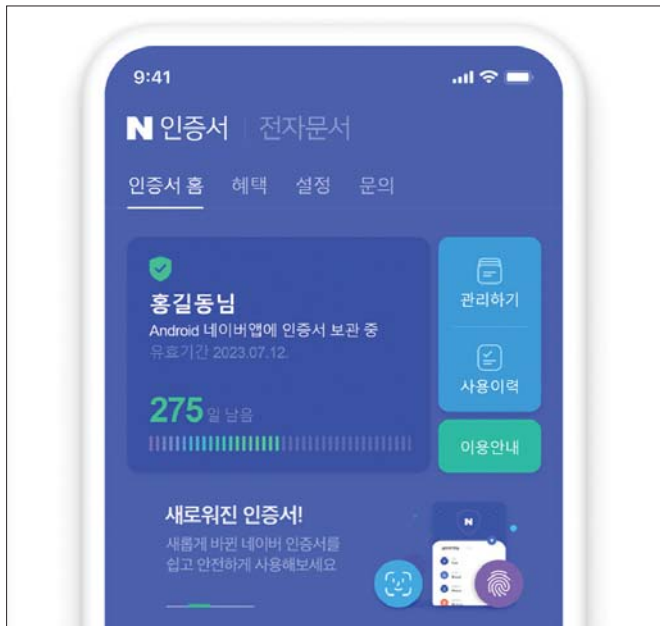 9:41
N 인증서 전자문서
인증서 홈 혜택 설정 문의
홍길동님
Android 네이버앱에 인증서 보관 중
유효기간 2023.07.12.
275 일 남음
관리하기
사용이력
이용안내
새로워진 인증서!
새롭게 바뀐 네이버 인증서를
쉽고 안전하게 사용해보세요
N